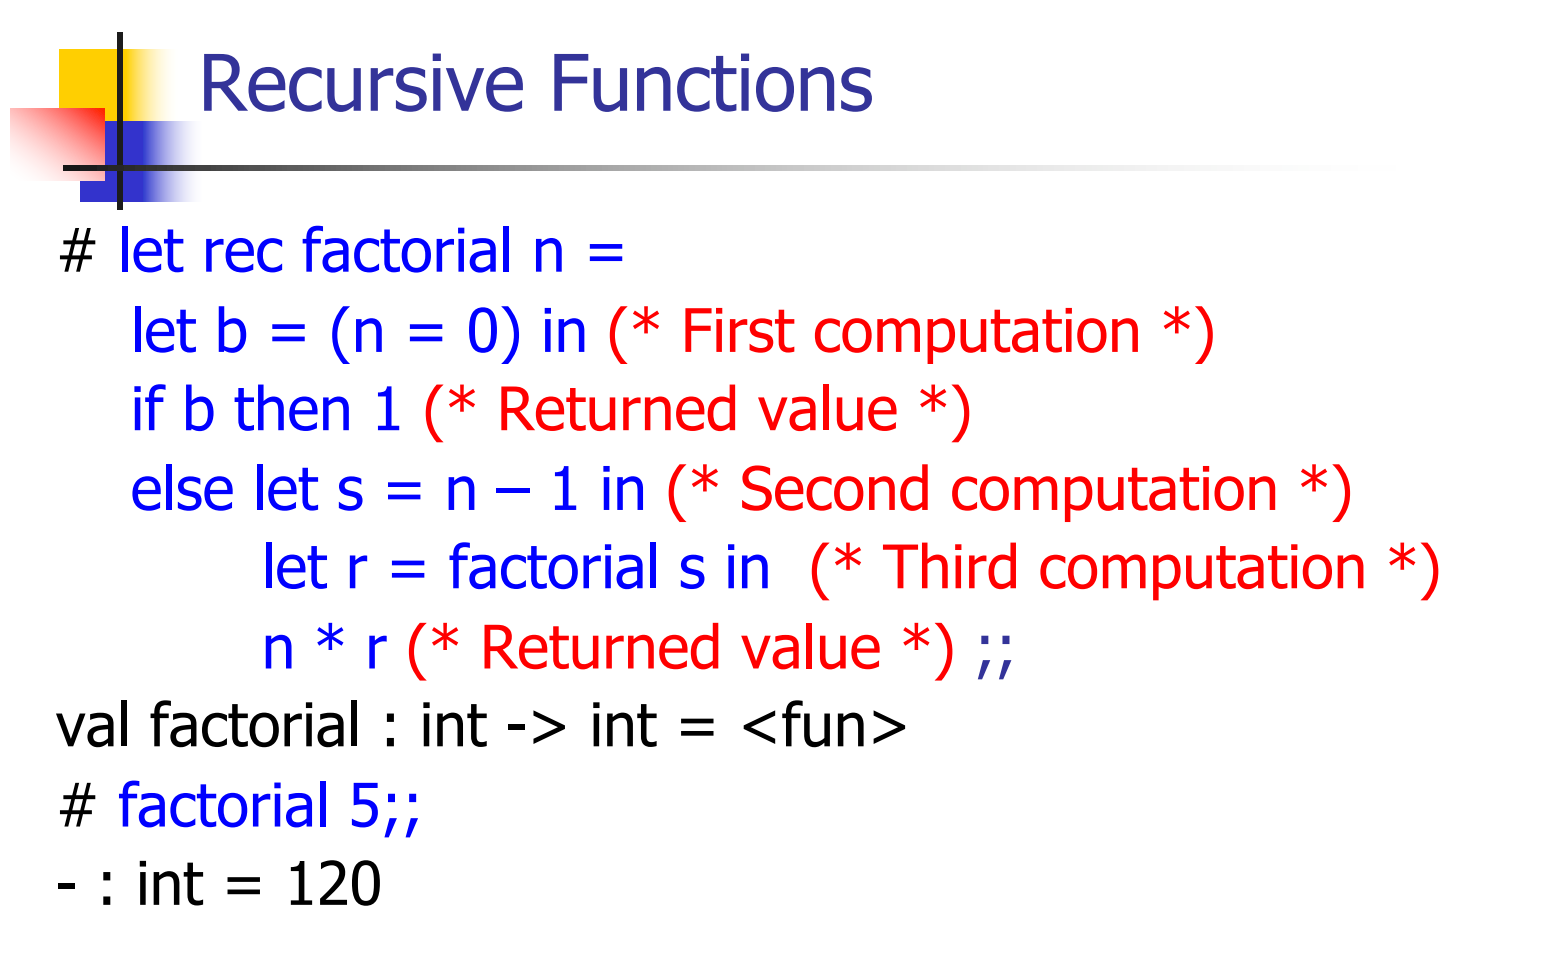 Recursive Functions
# let rec factorial n =
let b = (n = 0) in (* First computation *)
if b then 1 (* Returned value *)
else let s = n – 1 in (* Second computation *)
let r = factorial s in (* Third computation *)
n * r (* Returned value *) ;;
val factorial : int -> int = <fun>
# factorial 5;;
- : int = 120